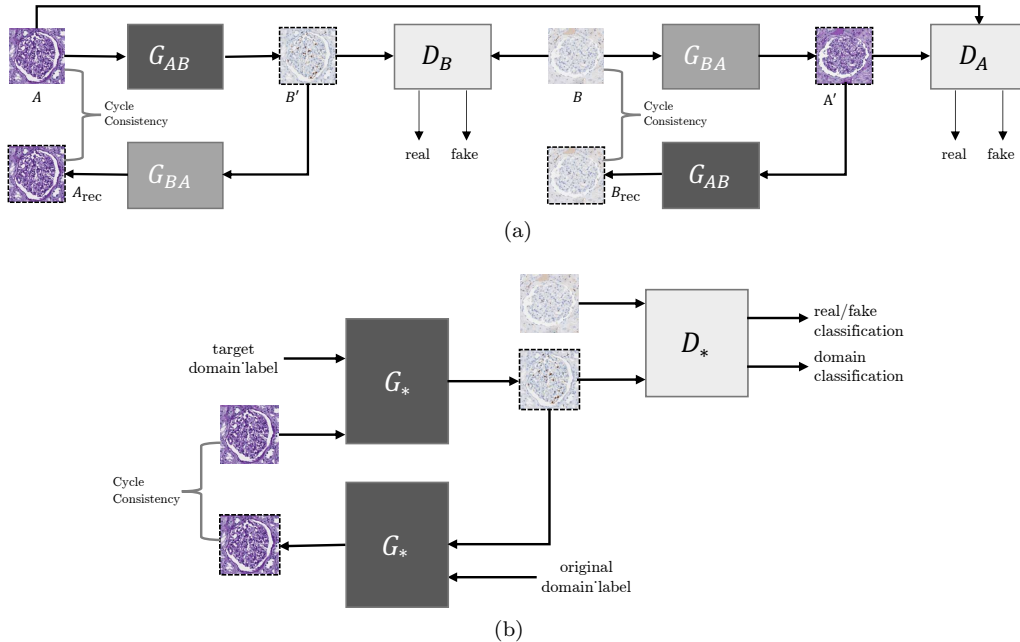 G_AB
D_B
G_BA
D_A
A
B′
B
A′
Cycle
Consistency
Cycle
Consistency
real
fake
real
fake
G_BA
G_AB
A_rec
B_rec
(a)
real/fake
classification
D_*
target
domain label
G_*
domain
classification
Cycle
Consistency
G_*
original
domain label
(b)